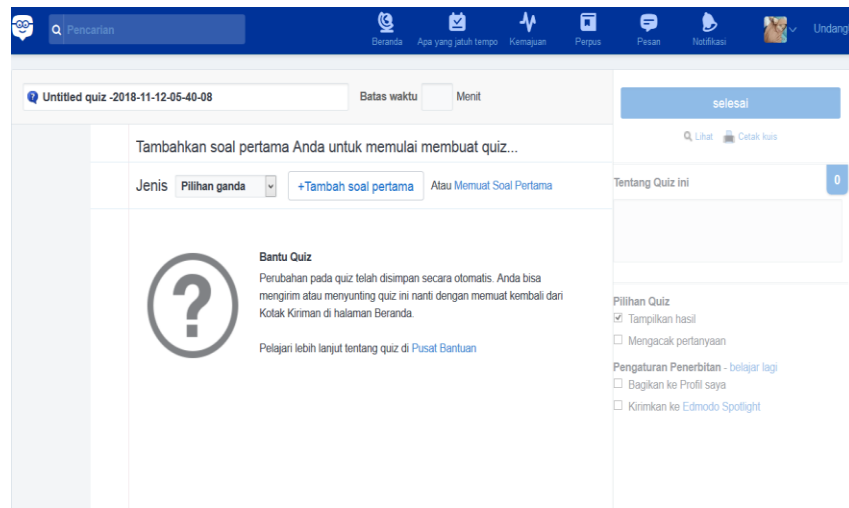 Pencarian
Beranda
Apa yang jatuh tempo
Kemajuan
Perpus
Pesan
Notifikasi
Undang
Untitled quiz -2018-11-12-05-40-08
Batas waktu
Menit
selesai
Lihat
Cetak kuis
Tambahkan soal pertama Anda untuk memulai membuat quiz...
Jenis
Pilihan ganda
+Tambah soal pertama
Atau Memuat Soal Pertama
Tentang Quiz ini
0
Bantu Quiz
Perubahan pada quiz telah disimpan secara otomatis. Anda bisa
mengirim atau menyunting quiz ini nanti dengan memuat kembali dari
Kotak Kiriman di halaman Beranda.
Pelajari lebih lanjut tentang quiz di Pusat Bantuan
Pilihan Quiz
Tampilkan hasil
Mengacak pertanyaan
Pengaturan Penerbitan - belajar lagi
Bagikan ke Profil saya
Kirimkan ke Edmodo Spotlight